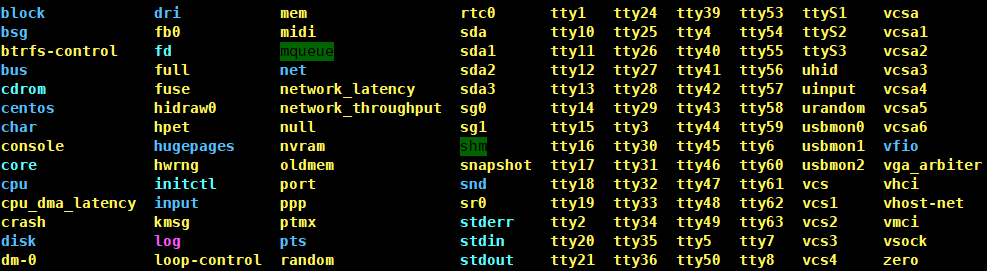 block dri mem rtc0 tty1 tty24 tty39 tty53 ttyS1 vcsa
bsg fb0 midi sda tty10 tty25 tty4 tty54 ttyS2 vcsa1
btrfs-control fd mqueue sda1 tty11 tty26 tty40 tty55 ttyS3 vcsa2
bus full net sda2 tty12 tty27 tty41 tty56 uhid vcsa3
cdrom fuse network_latency sda3 tty13 tty28 tty42 tty57 uinput vcsa4
centos hidraw0 network_throughput sg0 tty14 tty29 tty43 tty58 urandom vcsa5
char hpet null sg1 tty15 tty3 tty44 tty59 usbmon0 vcsa6
console hugepages nvram shm tty16 tty30 tty45 tty6 usbmon1 vfio
core hwrng oldmem snapshot tty17 tty31 tty46 tty60 usbmon2 vga_arbiter
cpu initctl port snd tty18 tty32 tty47 tty61 vcs vhci
cpu_dma_latency input ppp sr0 tty19 tty33 tty48 tty62 vcs1 vhost-net
crash kmsg ptmx stderr tty2 tty34 tty49 tty63 vcs2 vmci
disk log pts stdin tty20 tty35 tty5 tty7 vcs3 vsock
dm-0 loop-control random stdout tty21 tty36 tty50 tty8 vcs4 zero